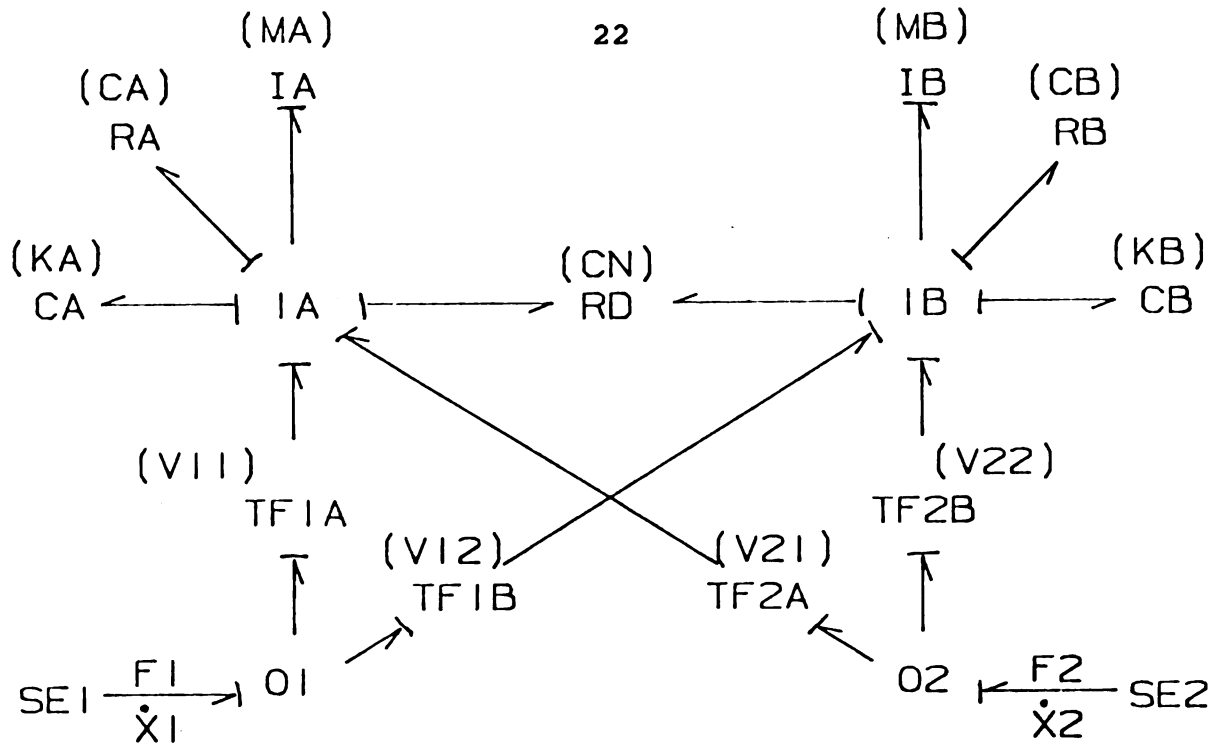 22
(MA)
IA
(MB)
IB
(CA)
RA
(CB)
RB
(KA)
CA
IA
(CN)
RD
IB
(KB)
CB
(V11)
TF1A
(V12)
TF1B
(V21)
TF2A
(V22)
TF2B
SE1
F1
Ẋ1
O1
O2
F2
Ẋ2
SE2